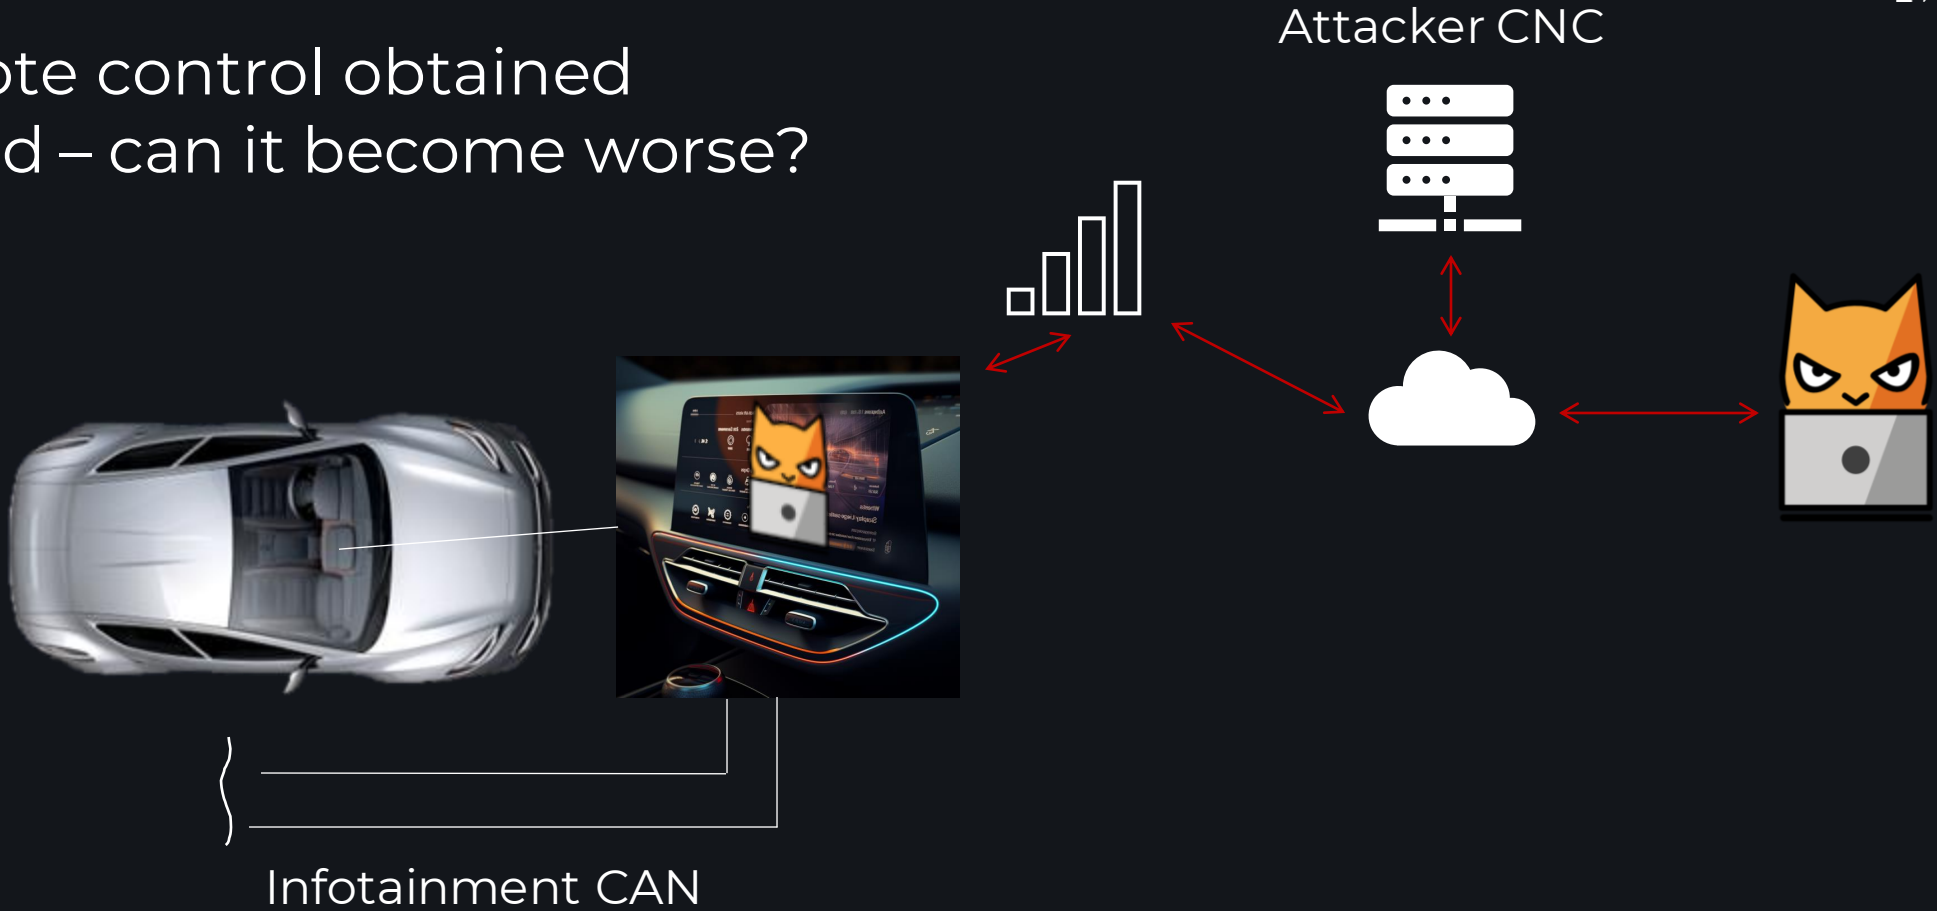 Attacker CNC
ote control obtained
d – can it become worse?
Infotainment CAN